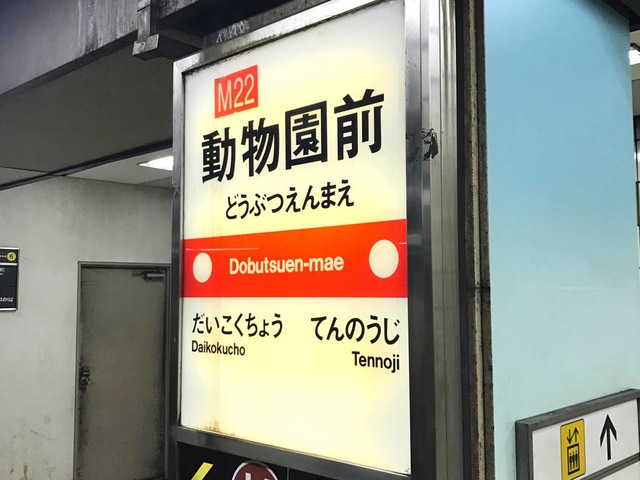 M22
動物園前
どうぶつえんまえ
Dobutsuen-mae
だいこくちょう てんのうじ
Daikokucho Tennoji